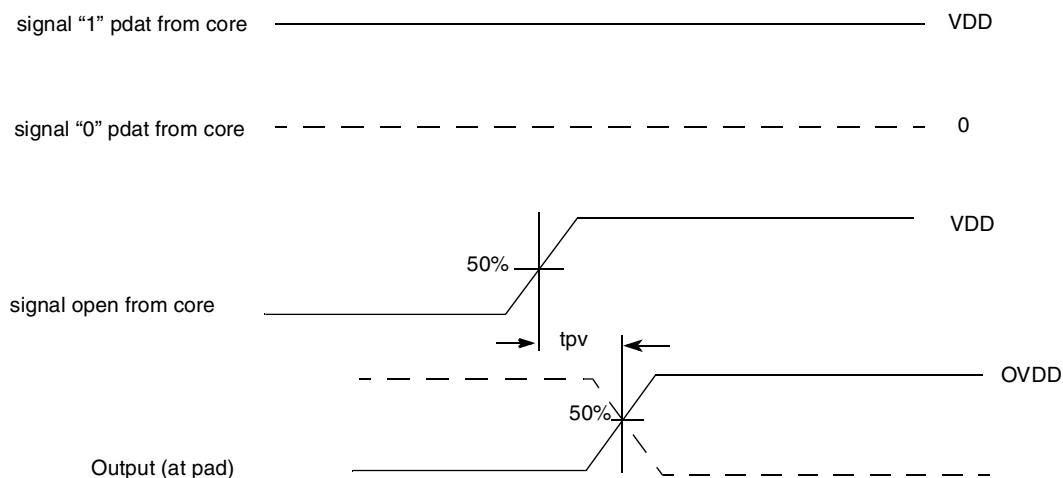 signal “1” pdat from core VDD
signal “0” pdat from core 0
VDD
50%
signal open from core
tpv
OVDD
50%
Output (at pad)